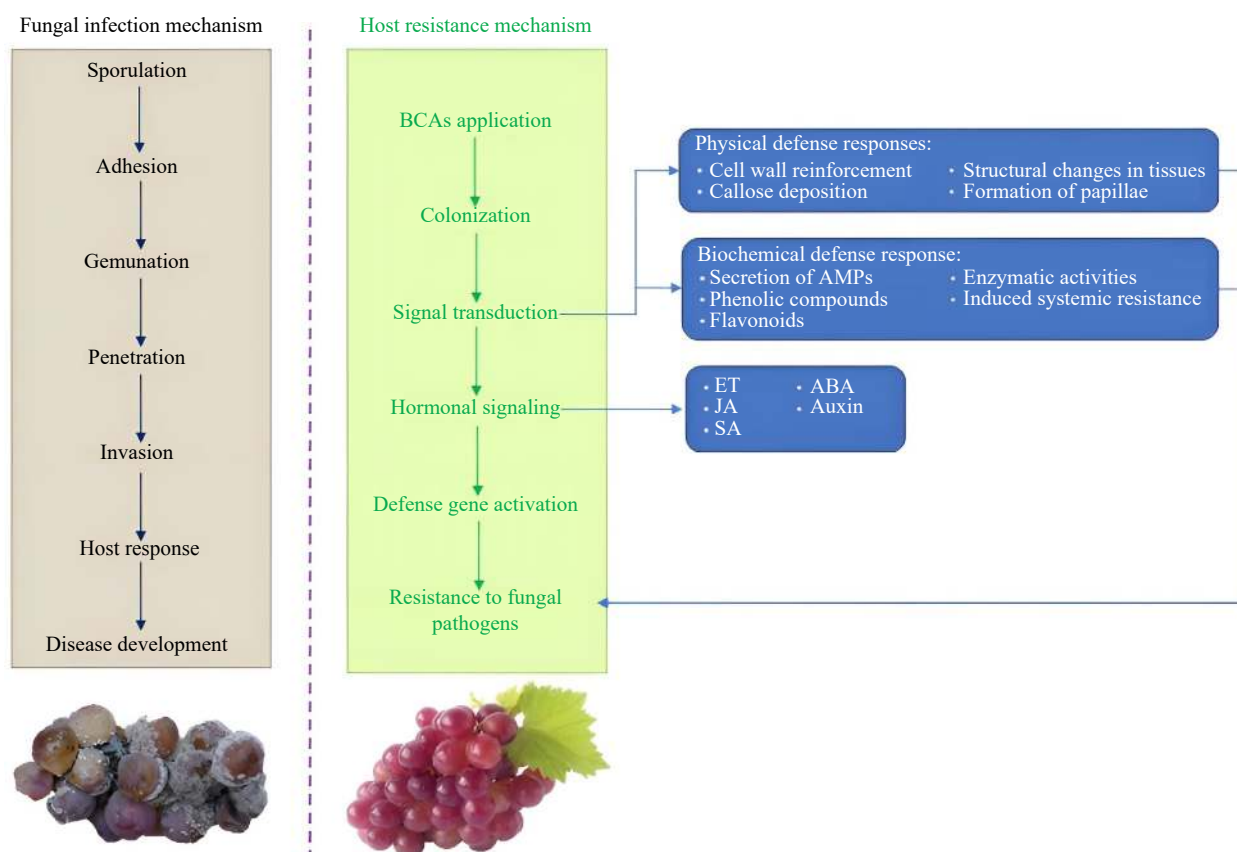 Fungal infection mechanism
Sporulation
Adhesion
Gemunation
Penetration
Invasion
Host response
Disease development
Host resistance mechanism
BCAs application
Colonization
Signal transduction
Hormonal signaling
Defense gene activation
Resistance to fungal
pathogens
Physical defense responses:
• Cell wall reinforcement
• Callose deposition
• Structural changes in tissues
• Formation of papillae
Biochemical defense response:
• Secretion of AMPs
• Phenolic compounds
• Flavonoids
• Enzymatic activities
• Induced systemic resistance
• ET
• JA
• SA
• ABA
• Auxin